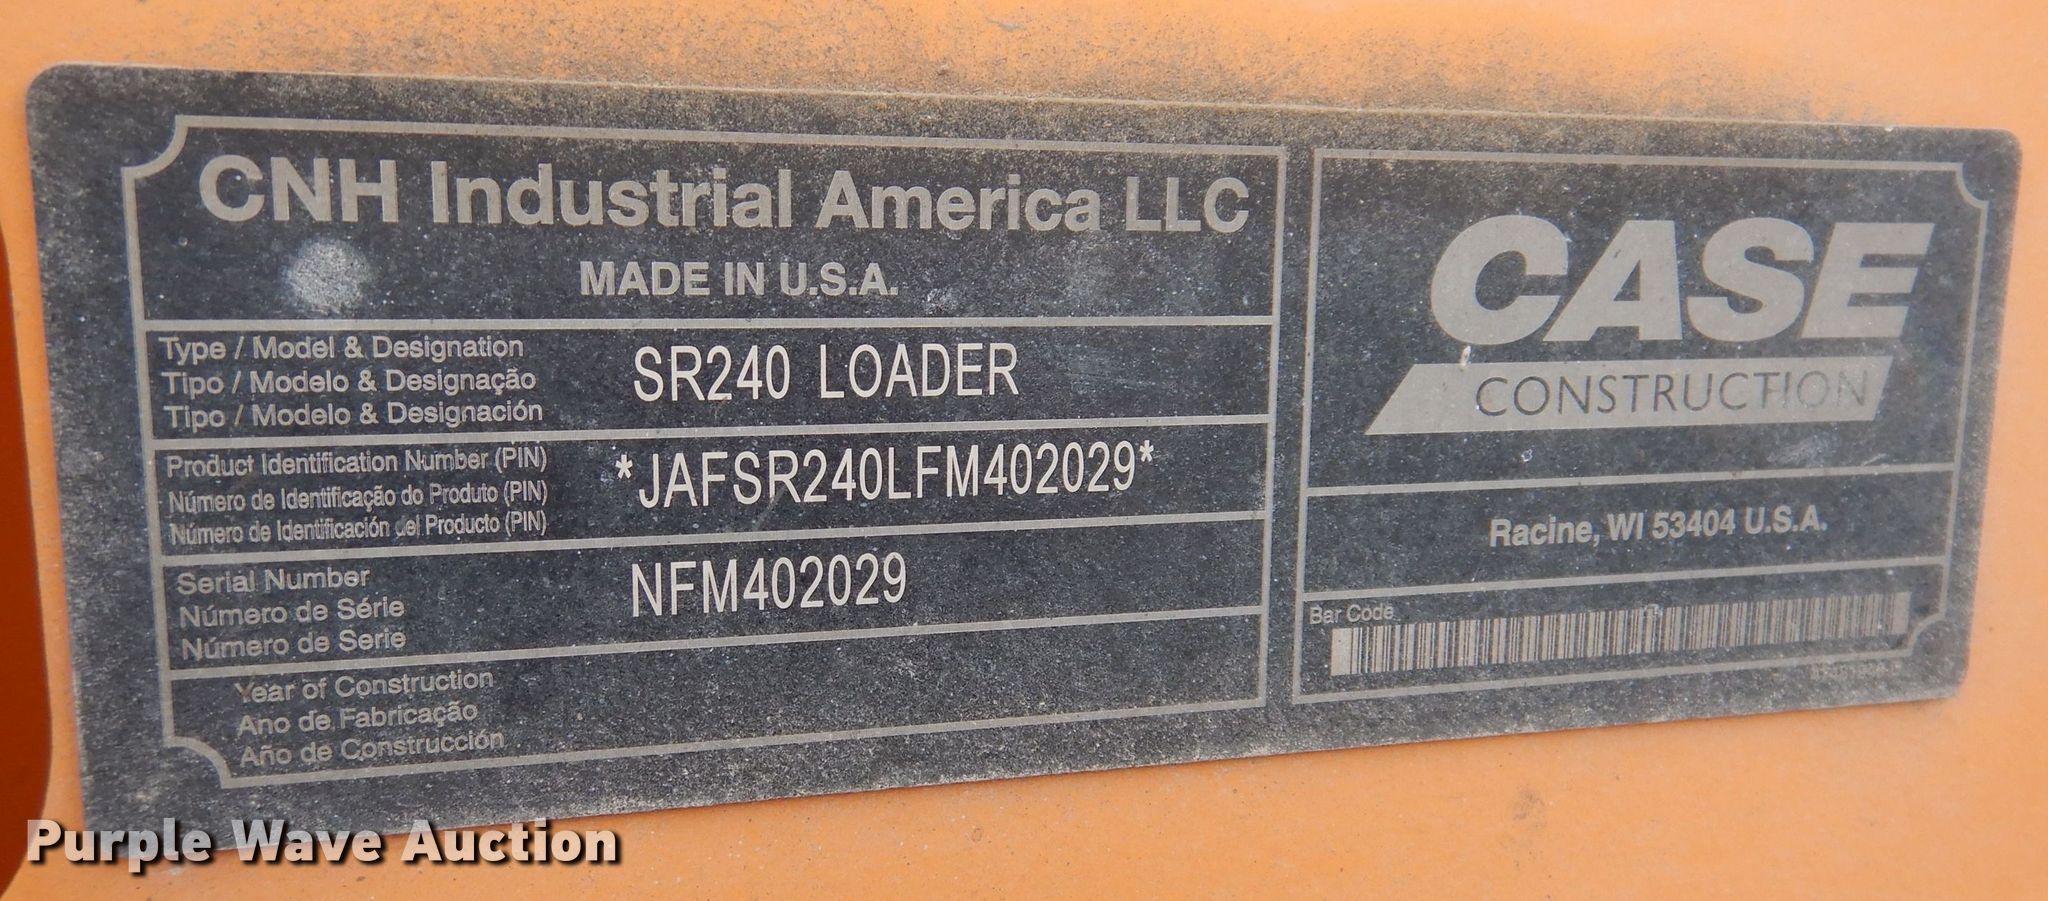 CNH Industrial America LLC
MADE IN U.S.A.
Type / Model & Designation
Tipo / Modelo & Designação
Tipo / Modelo & Designación
SR240 LOADER
Product Identification Number (PIN)
Número de Identificação do Produto (PIN)
Número de Identificación del Producto (PIN)
*JAFSR240LFM402029*
Serial Number
Número de Série
Número de Serie
NFM402029
Year of Construction
Ano de Fabricação
Año de Construcción
CASE
CONSTRUCTION
Racine, WI 53404 U.S.A.
Bar Code
Purple Wave Auction